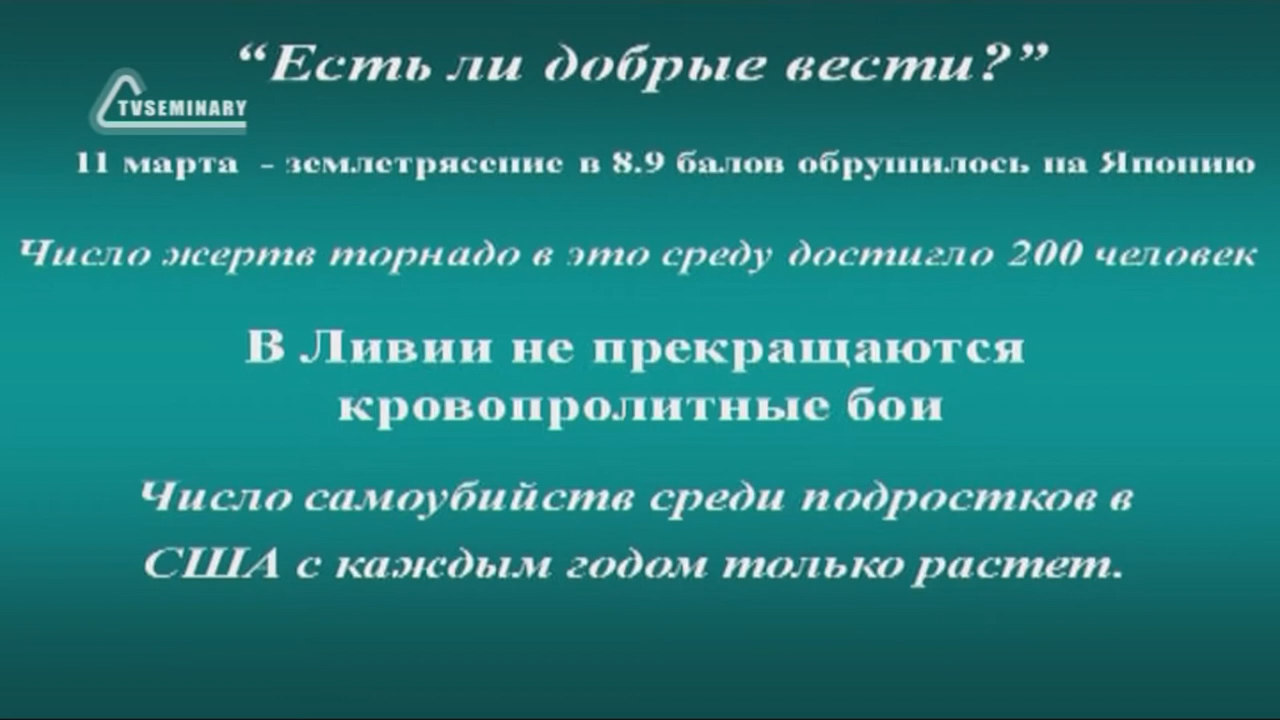 “Есть ли добрые вести?”
TVSEMINARY
11 марта - землетрясение в 8.9 балов обрушилось на Японию
Число жертв торнадо в это среду достигло 200 человек
В Ливии не прекращаются
кровопролитные бои
Число самоубийств среди подростков в
США с каждым годом только растет.